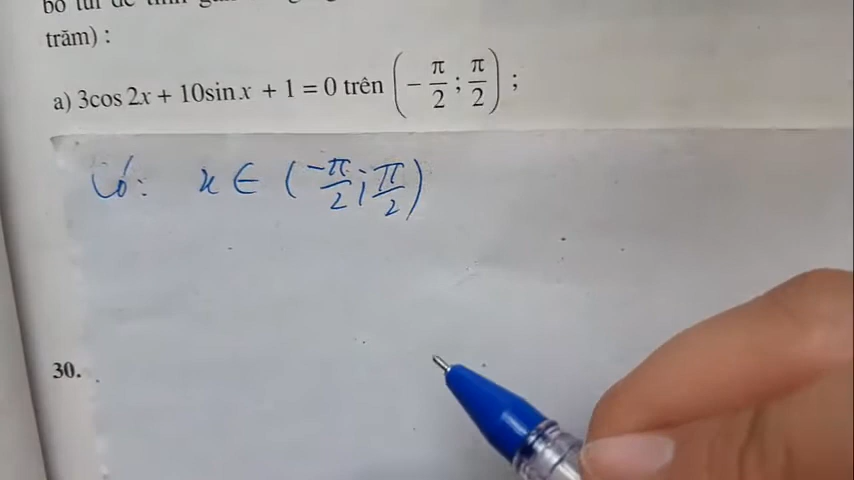 trăm) :
a) 3cos 2x + 10sin x + 1 = 0 trên (−π/2 ; π/2) ;
Có: x ∈ (−π/2 ; π/2)
30.